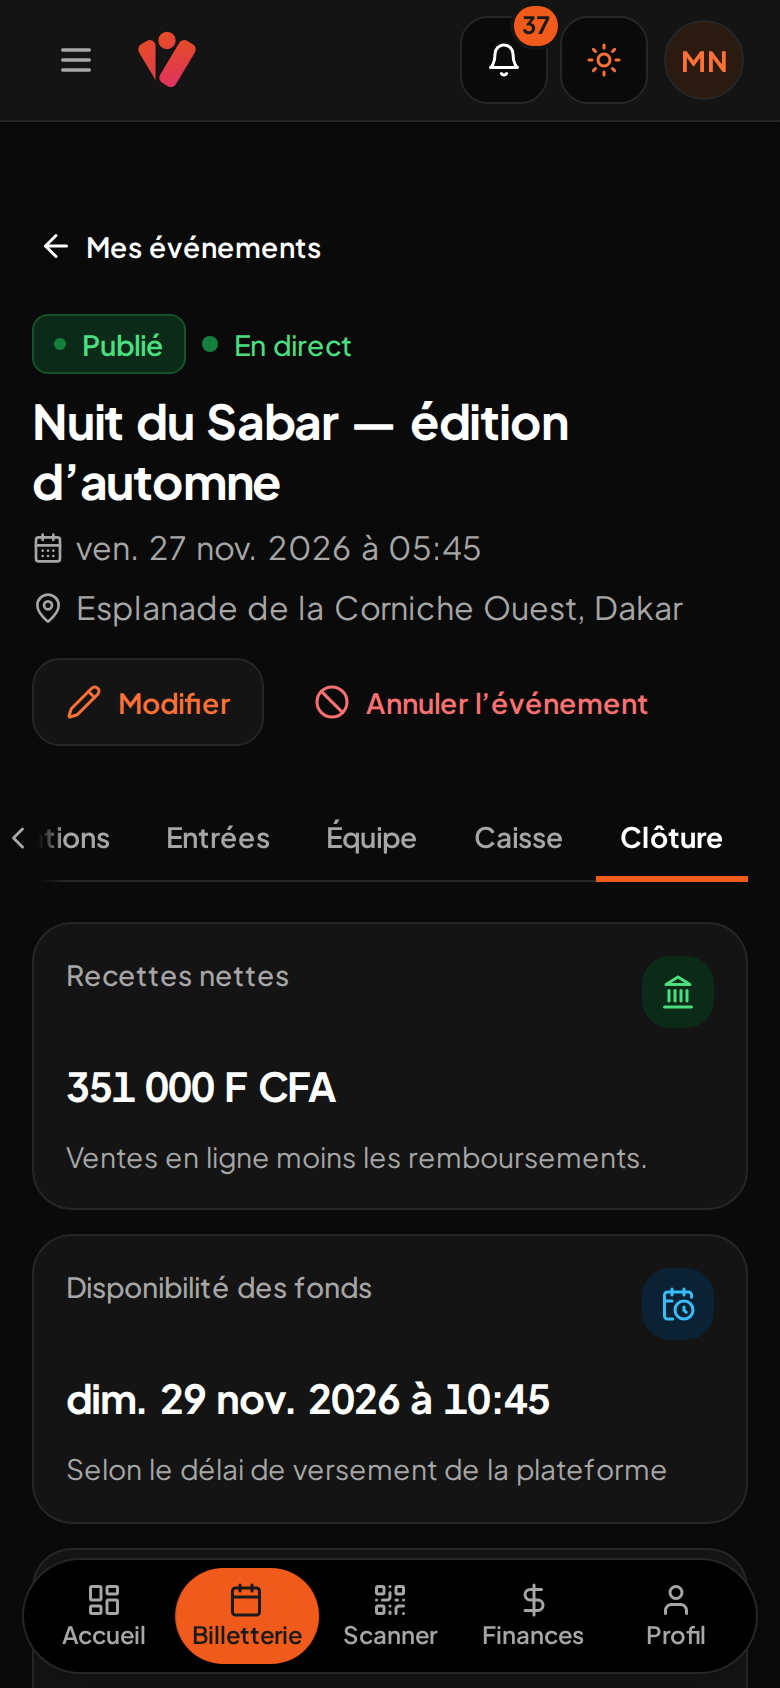 37
MN
Mes événements
Publié
En direct
Nuit du Sabar — édition
d’automne
ven. 27 nov. 2026 à 05:45
Esplanade de la Corniche Ouest, Dakar
Modifier
Annuler l’événement
tions
Entrées
Équipe
Caisse
Clôture
Recettes nettes
351 000 F CFA
Ventes en ligne moins les remboursements.
Disponibilité des fonds
dim. 29 nov. 2026 à 10:45
Selon le délai de versement de la plateforme
Accueil
Billetterie
Scanner
Finances
Profil